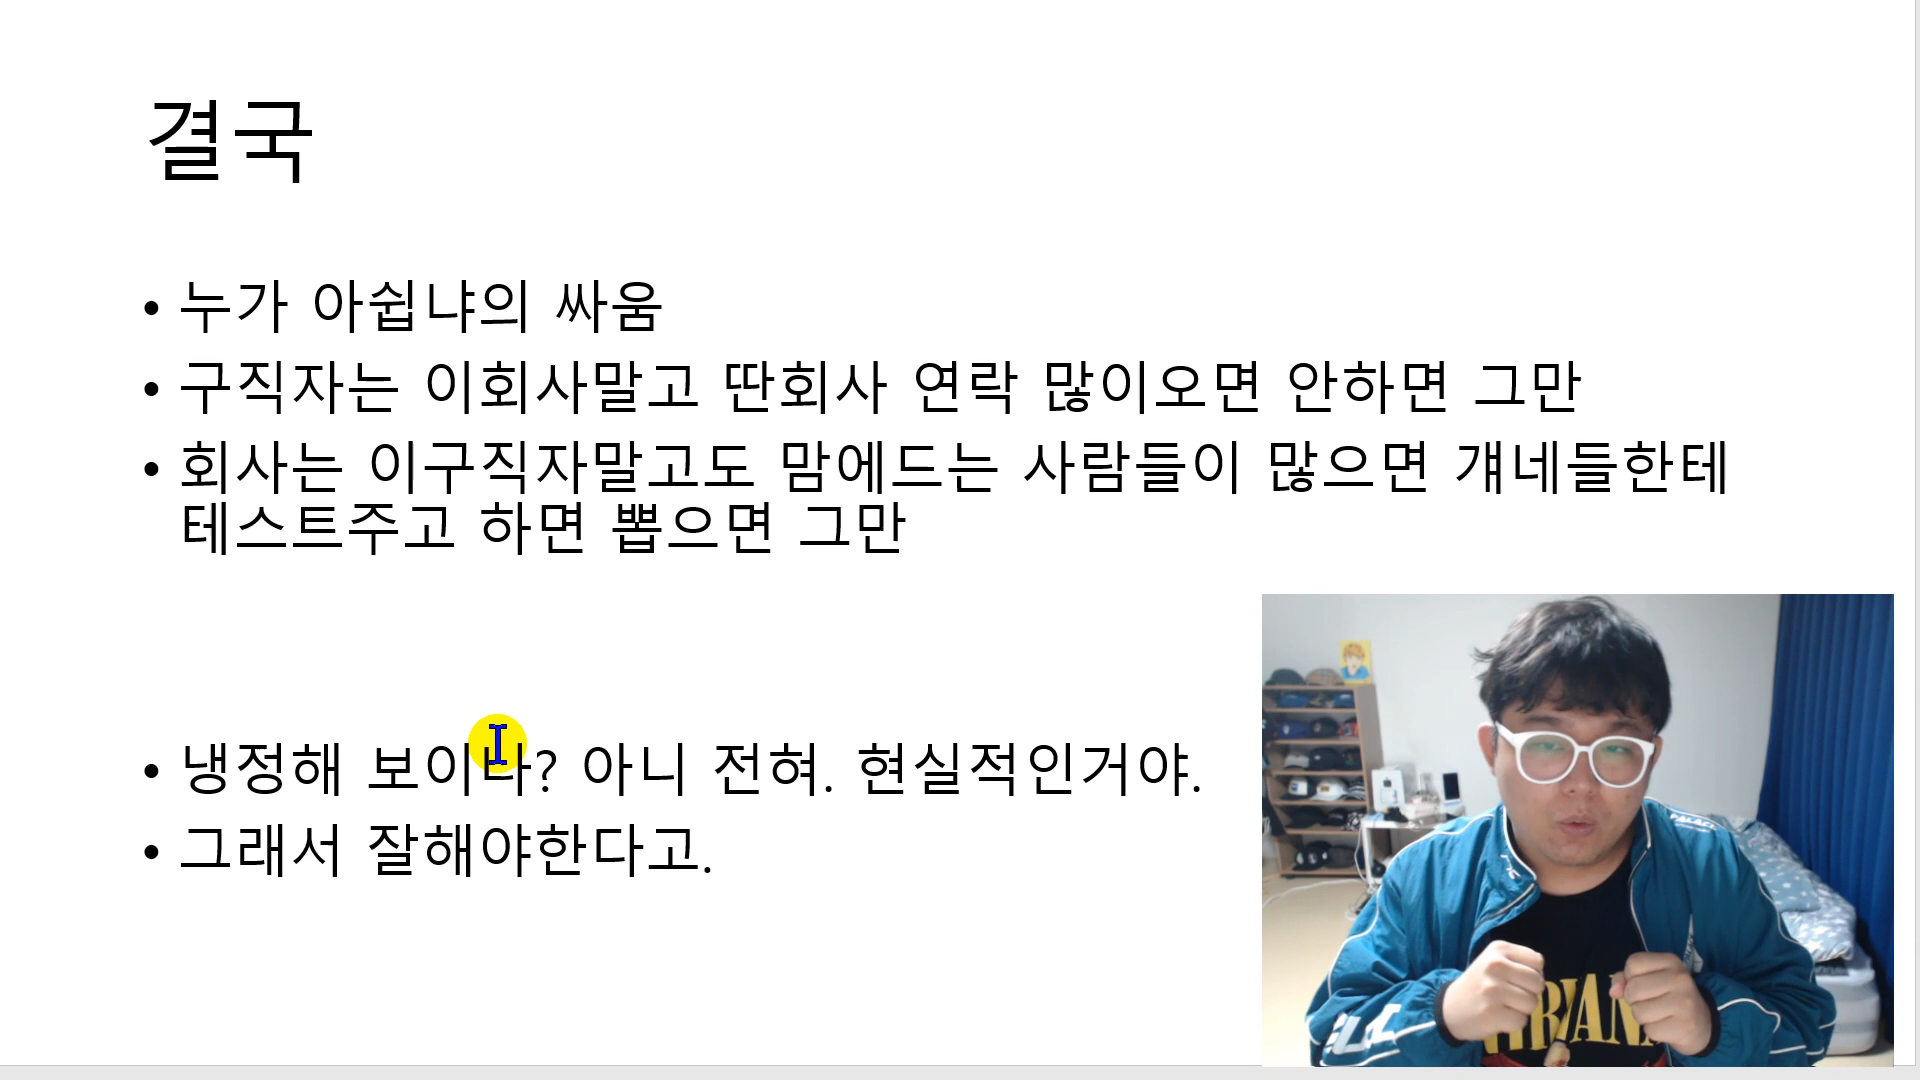 결국
• 누가 아쉽냐의 싸움
• 구직자는 이회사말고 딴회사 연락 많이오면 안하면 그만
• 회사는 이구직자말고도 맘에드는 사람들이 많으면 걔네들한테
테스트주고 하면 뽑으면 그만
• 냉정해 보이나? 아니 전혀. 현실적인거야.
• 그래서 잘해야한다고.
PALACE